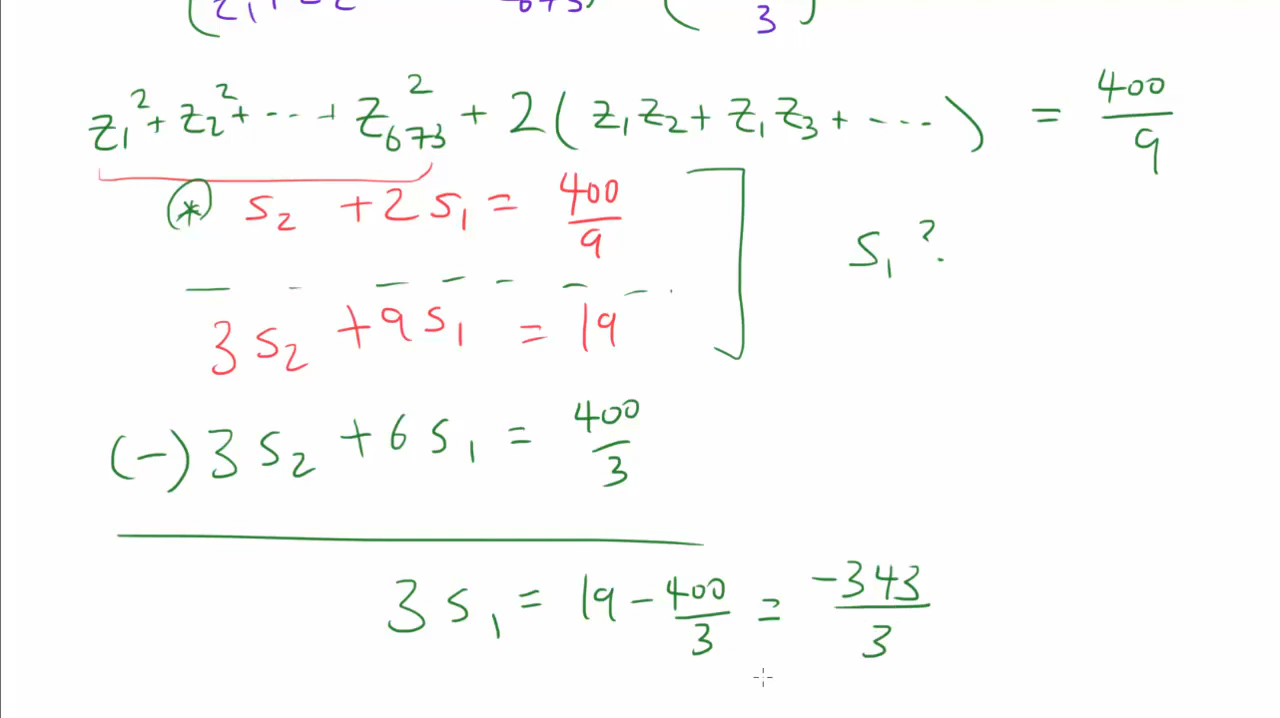 z₁² + z₂² + ··· + z₆₇₃² + 2( z₁z₂ + z₁z₃ + ··· ) = 400/9
(*) s₂ + 2s₁ = 400/9
s₁?
3s₂ + 9s₁ = 19
(-) 3s₂ + 6s₁ = 400/3
3s₁ = 19 - 400/3 = -343/3